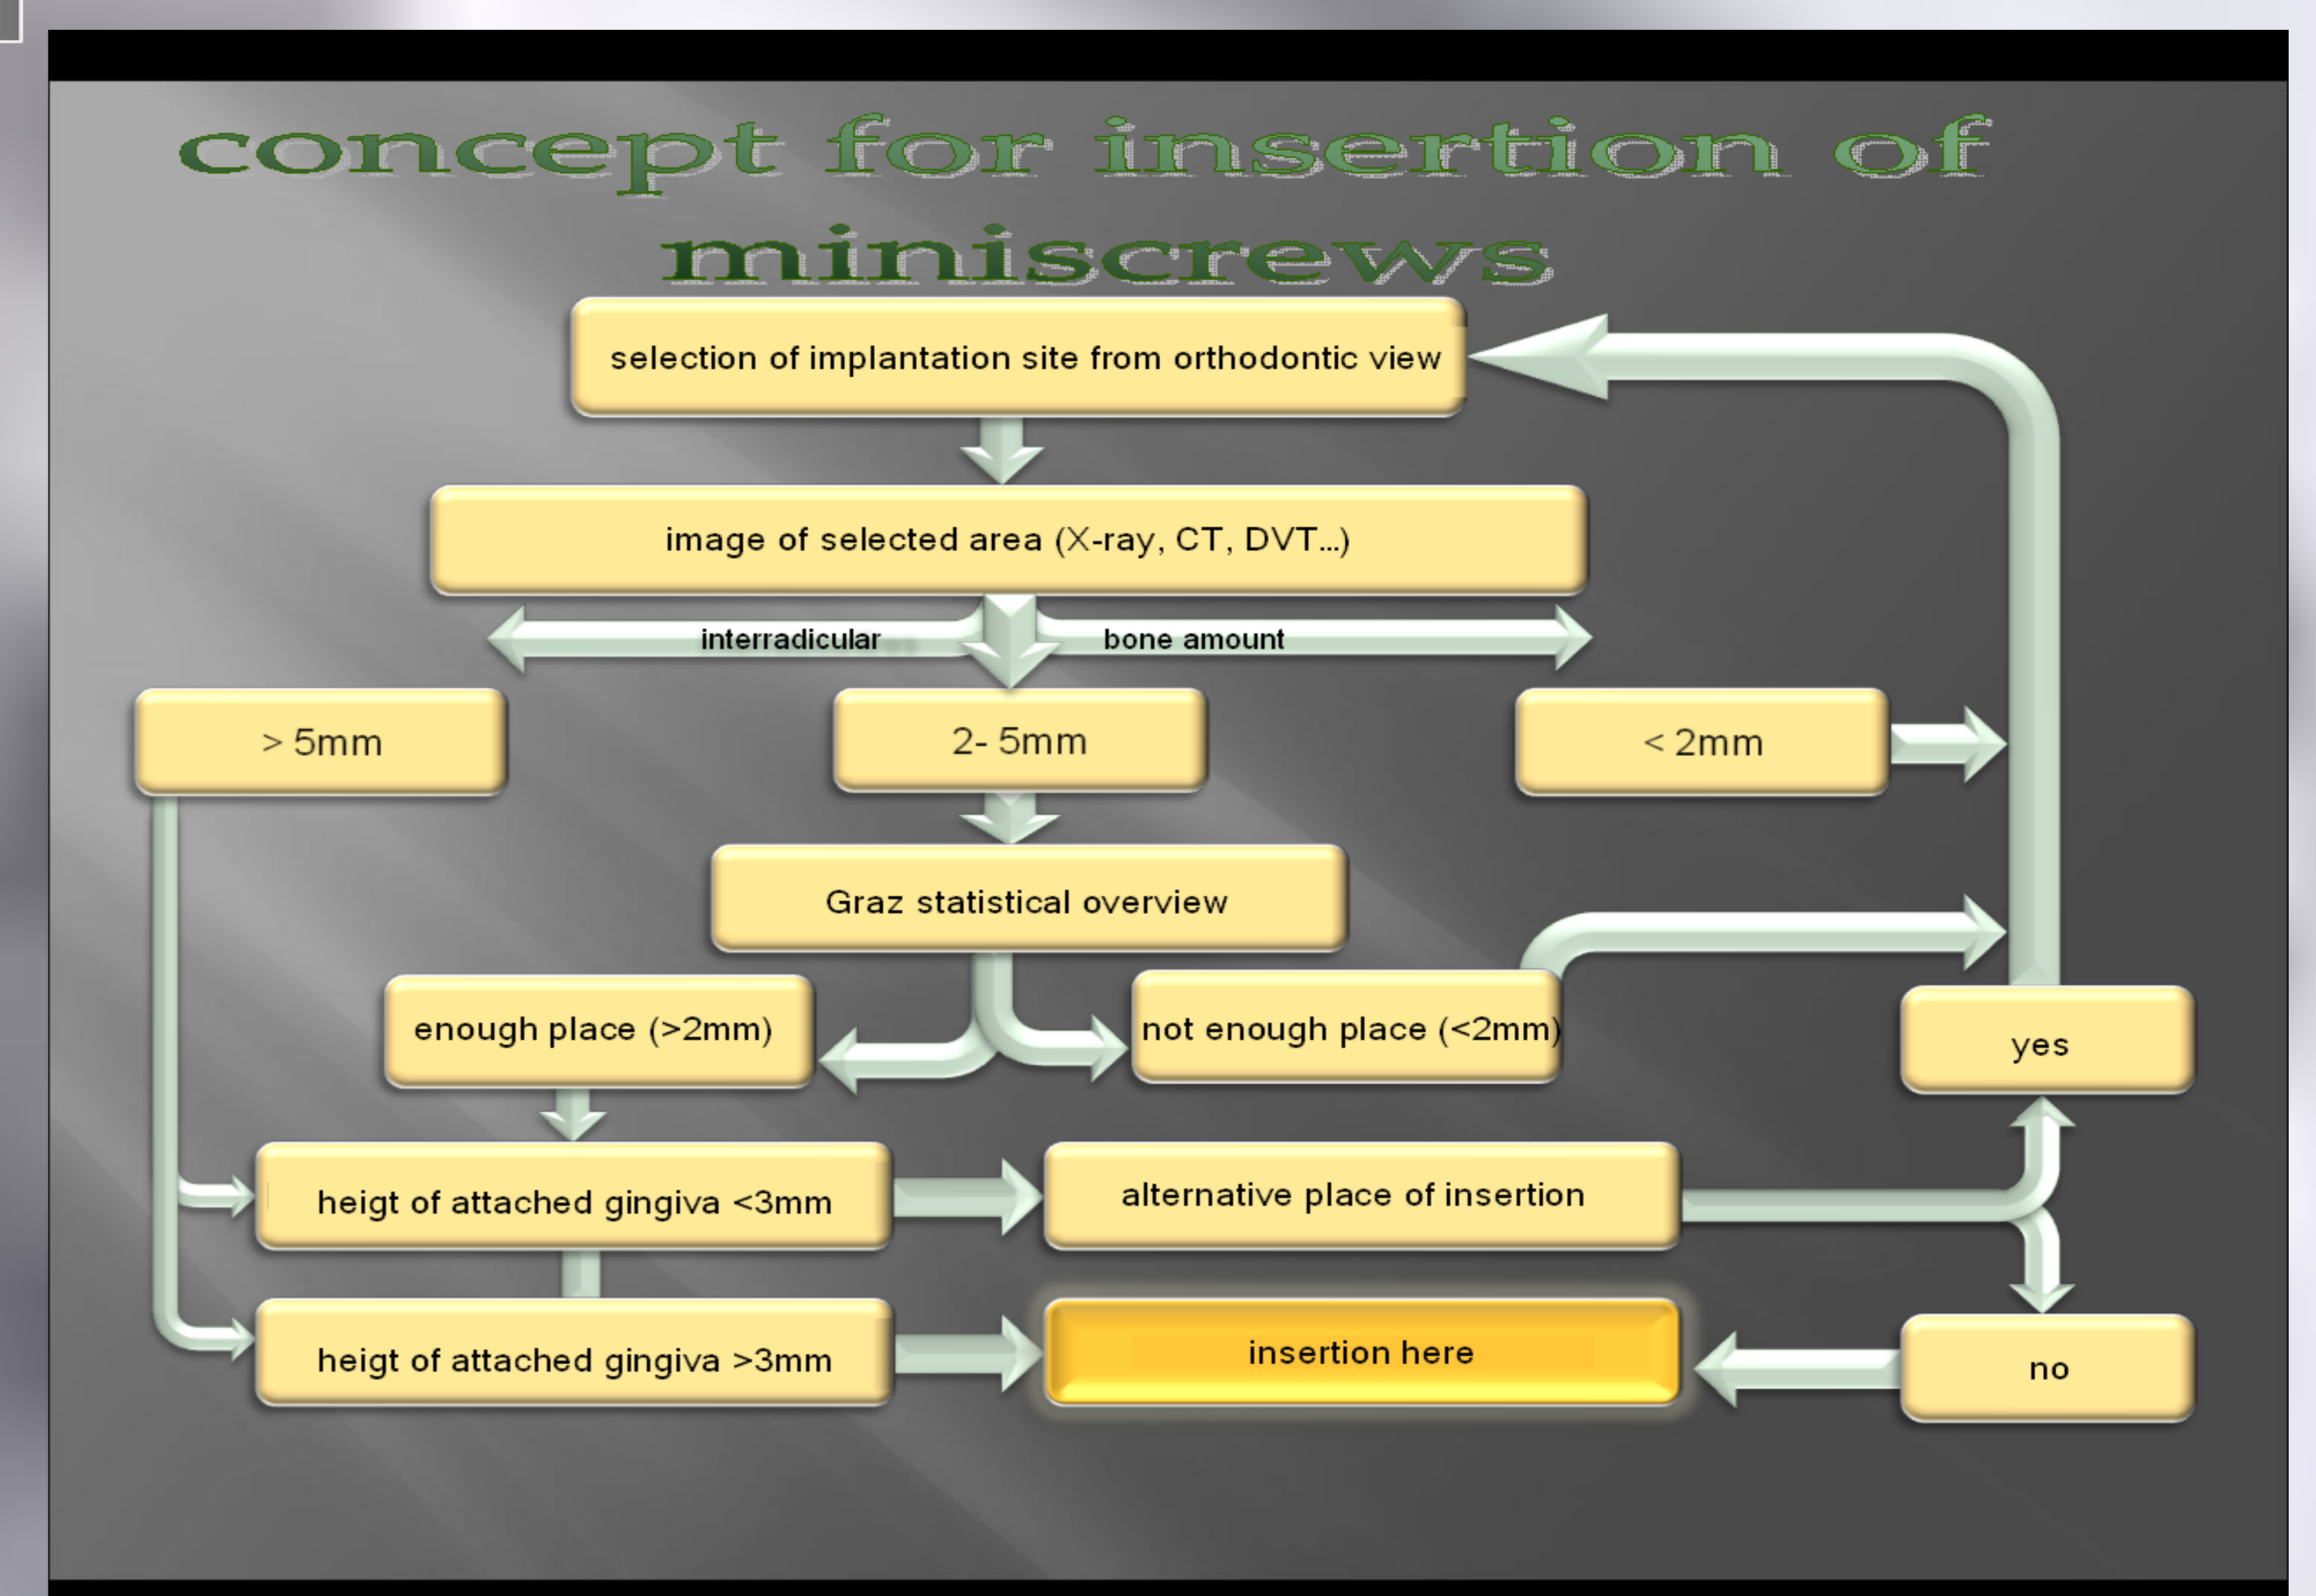 concept for insertion of
miniscrews
selection of implantation site from orthodontic view
image of selected area (X-ray, CT, DVT...)
interradicular
bone amount
> 5mm
2- 5mm
< 2mm
Graz statistical overview
enough place (>2mm)
not enough place (<2mm)
yes
heigt of attached gingiva <3mm
alternative place of insertion
heigt of attached gingiva >3mm
insertion here
no